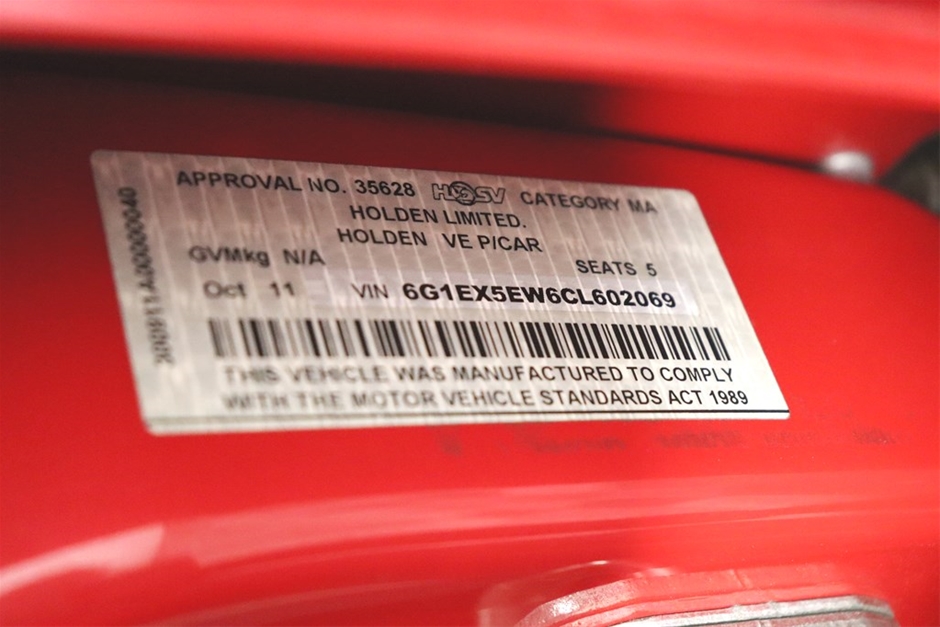 APPROVAL NO. 35628 HSV CATEGORY MA
HOLDEN LIMITED.
HOLDEN VE P/CAR
GVMkg N/A SEATS 5
Oct 11 VIN 6G1EX5EW6CL602069
THIS VEHICLE WAS MANUFACTURED TO COMPLY
WITH THE MOTOR VEHICLE STANDARDS ACT 1989